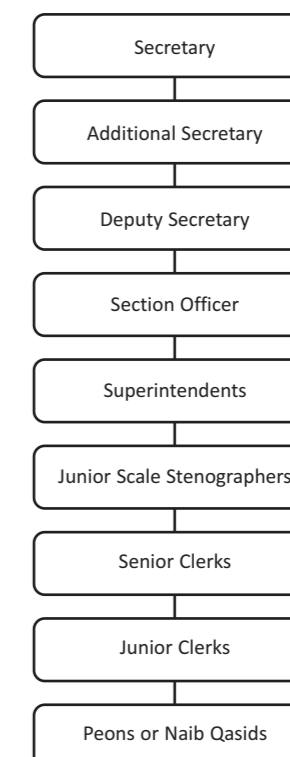 Secretary
Additional Secretary
Deputy Secretary
Section Officer
Superintendents
Junior Scale Stenographers
Senior Clerks
Junior Clerks
Peons or Naib Qasids